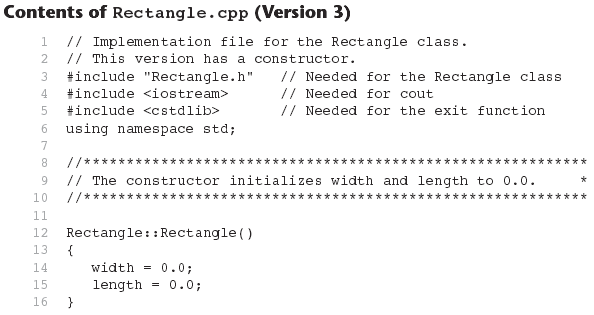 Contents of Rectangle.cpp (Version 3)
1 // Implementation file for the Rectangle class.
2 // This version has a constructor.
3 #include "Rectangle.h" // Needed for the Rectangle class
4 #include <iostream> // Needed for cout
5 #include <cstdlib> // Needed for the exit function
6 using namespace std;
7
8 //***********************************************************
9 // The constructor initializes width and length to 0.0. *
10 //***********************************************************
11
12 Rectangle::Rectangle()
13 {
14 width = 0.0;
15 length = 0.0;
16 }